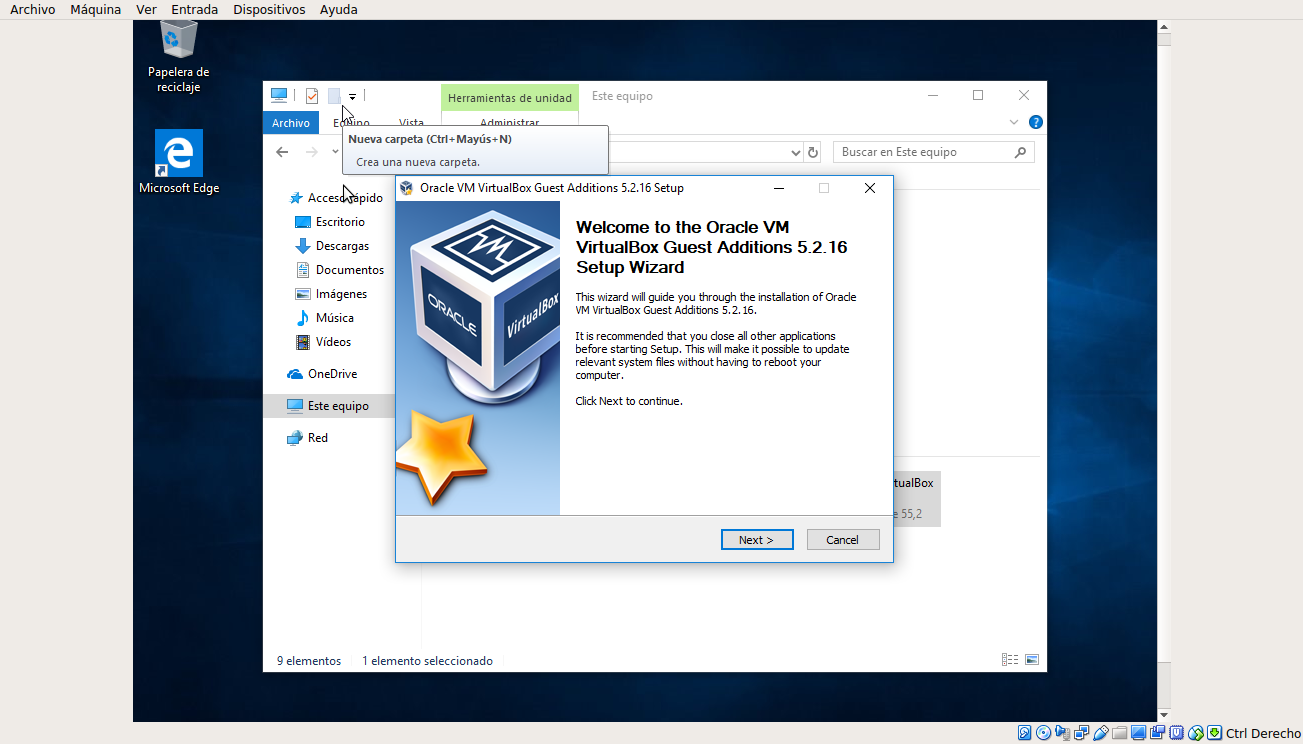 Archivo Máquina Ver Entrada Dispositivos Ayuda
Papelera de
reciclaje
Microsoft Edge
Herramientas de unidad Este equipo
Archivo Equipo Vista Administrar
Nueva carpeta (Ctrl+Mayús+N)
Crea una nueva carpeta.
Buscar en Este equipo
Acceso rápido
Escritorio
Descargas
Documentos
Imágenes
Música
Vídeos
OneDrive
Este equipo
Red
Oracle VM VirtualBox Guest Additions 5.2.16 Setup
ORACLE
VirtualBox
Welcome to the Oracle VM
VirtualBox Guest Additions 5.2.16
Setup Wizard
This wizard will guide you through the installation of Oracle
VM VirtualBox Guest Additions 5.2.16.
It is recommended that you close all other applications
before starting Setup. This will make it possible to update
relevant system files without having to reboot your
computer.
Click Next to continue.
Next > Cancel
tualBox
e 55,2
9 elementos 1 elemento seleccionado
Ctrl Derecho